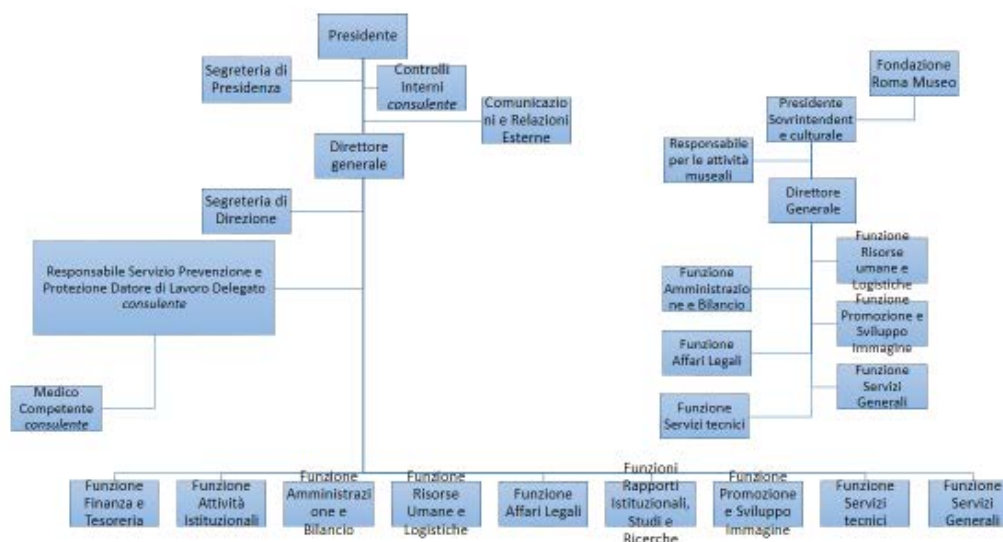 Presidente
Segreteria di
Presidenza
Controlli
Interni
consulente
Comunicazio
ni e Relazioni
Esterne
Direttore
generale
Segreteria di
Direzione
Responsabile Servizio Prevenzione e
Protezione Datore di Lavoro Delegato
consulente
Medico
Competente
consulente
Funzione
Finanza e
Tesoreria
Funzione
Attività
Istituzionali
Funzione
Amministrazi
one e
Bilancio
Funzione
Risorse
Umane e
Logistiche
Funzione
Affari Legali
Funzioni
Rapporti
Istituzionali,
Studi e
Ricerche
Funzione
Promozione
e Sviluppo
Immagine
Funzione
Servizi
tecnici
Funzione
Servizi
Generali
Fondazione
Roma Museo
Presidente
Sovrintendent
e culturale
Responsabile
per le attività
museali
Direttore
Generale
Funzione
Risorse
umane e
Logistiche
Funzione
Amministrazio
ne e Bilancio
Funzione
Promozione e
Sviluppo
Immagine
Funzione
Affari Legali
Funzione
Servizi
Generali
Funzione
Servizi tecnici